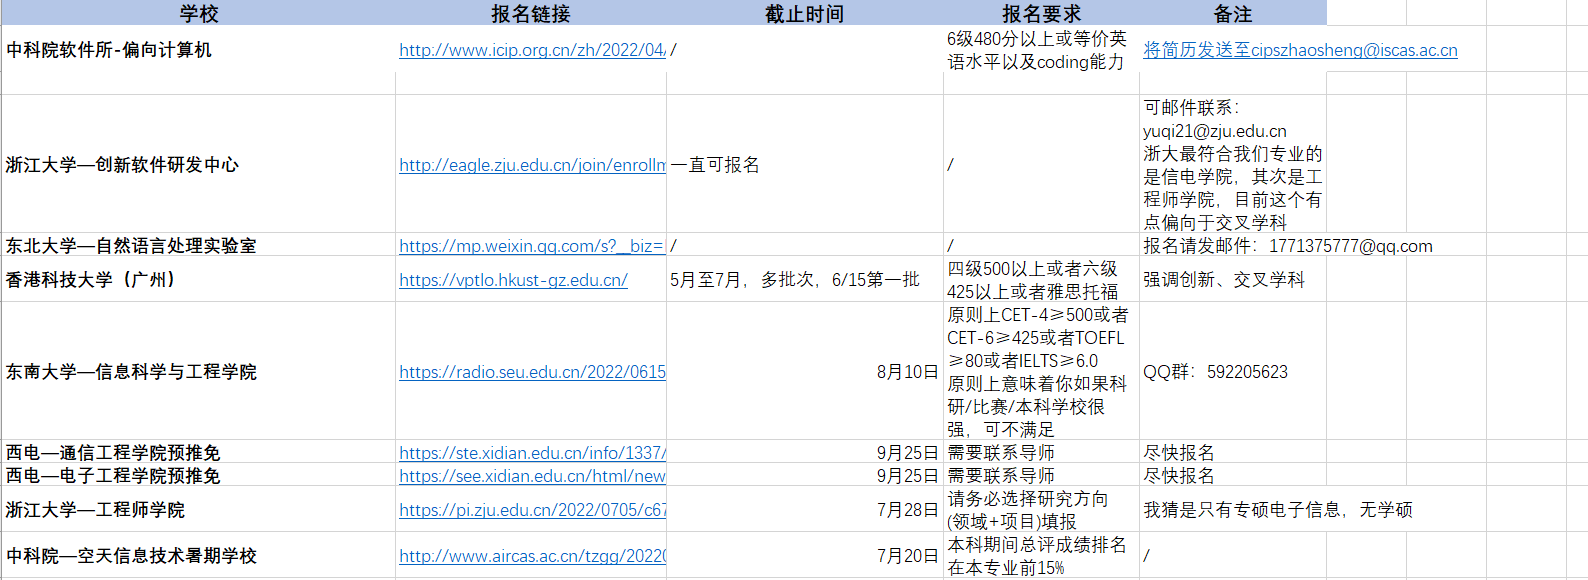 学校 报名链接 截止时间 报名要求 备注
中科院软件所-偏向计算机 http://www.icip.org.cn/zh/2022/04/ / 6级480分以上或等价英
语水平以及coding能力 将简历发送至cipszhaosheng@iscas.ac.cn
浙江大学—创新软件研发中心 http://eagle.zju.edu.cn/join/enrollm 一直可报名 / 可邮件联系：
yuqi21@zju.edu.cn
浙大最符合我们专业的
是信电学院，其次是工
程师学院，目前这个有
点偏向于交叉学科
东北大学—自然语言处理实验室 https://mp.weixin.qq.com/s?__biz= / / 报名请发邮件：1771375777@qq.com
香港科技大学（广州） https://vptlo.hkust-gz.edu.cn/ 5月至7月，多批次，6/15第一批 四级500以上或者六级
425以上或者雅思托福 强调创新、交叉学科
东南大学—信息科学与工程学院 https://radio.seu.edu.cn/2022/0615 8月10日 原则上CET-4≥500或者
CET-6≥425或者TOEFL
≥80或者IELTS≥6.0
原则上意味着你如果科
研/比赛/本科学校很
强，可不满足 QQ群：592205623
西电—通信工程学院预推免 https://ste.xidian.edu.cn/info/1337/ 9月25日 需要联系导师 尽快报名
西电—电子工程学院预推免 https://see.xidian.edu.cn/html/new 9月25日 需要联系导师 尽快报名
浙江大学—工程师学院 https://pi.zju.edu.cn/2022/0705/c67 7月28日 请务必选择研究方向
(领域+项目)填报 我猜是只有专硕电子信息，无学硕
中科院—空天信息技术暑期学校 http://www.aircas.ac.cn/tzgg/20220 7月20日 本科期间总评成绩排名
在本专业前15% /